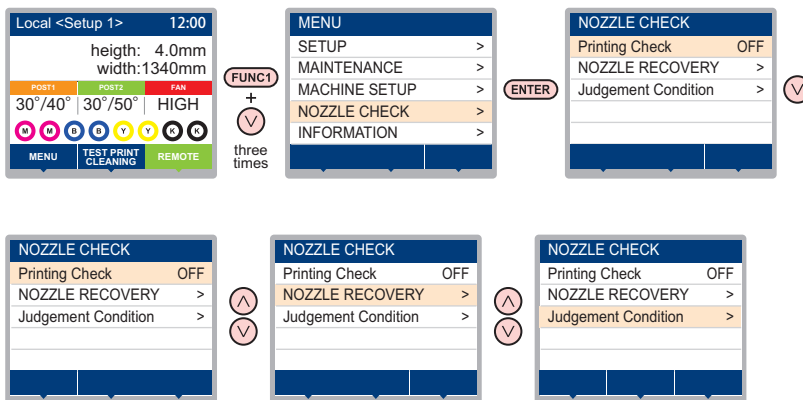 Local <Setup 1> 12:00
heigth: 4.0mm
width:1340mm
POST1 POST2 FAN
30°/40° 30°/50° HIGH
M M B B Y Y K K
MENU TEST PRINT CLEANING REMOTE
FUNC1
+
three
times
MENU
SETUP >
MAINTENANCE >
MACHINE SETUP >
NOZZLE CHECK >
INFORMATION >
ENTER
NOZZLE CHECK
Printing Check OFF
NOZZLE RECOVERY >
Judgement Condition >
NOZZLE CHECK
Printing Check OFF
NOZZLE RECOVERY >
Judgement Condition >
NOZZLE CHECK
Printing Check OFF
NOZZLE RECOVERY >
Judgement Condition >
NOZZLE CHECK
Printing Check OFF
NOZZLE RECOVERY >
Judgement Condition >